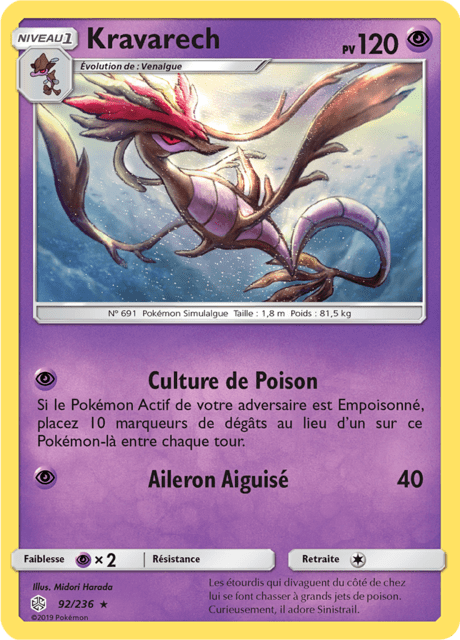 NIVEAU 1
Kravarech
PV 120
Évolution de : Venalgue
N° 691 Pokémon Simulalgue Taille : 1,8 m Poids : 81,5 kg
Culture de Poison
Si le Pokémon Actif de votre adversaire est Empoisonné,
placez 10 marqueurs de dégâts au lieu d'un sur ce
Pokémon-là entre chaque tour.
Aileron Aiguisé 40
Faiblesse × 2 Résistance Retraite
Illus. Midori Harada
92/236 ★
©2019 Pokémon
Les étourdis qui divaguent du côté de chez
lui se font chasser à grands jets de poison.
Curieusement, il adore Sinistrail.